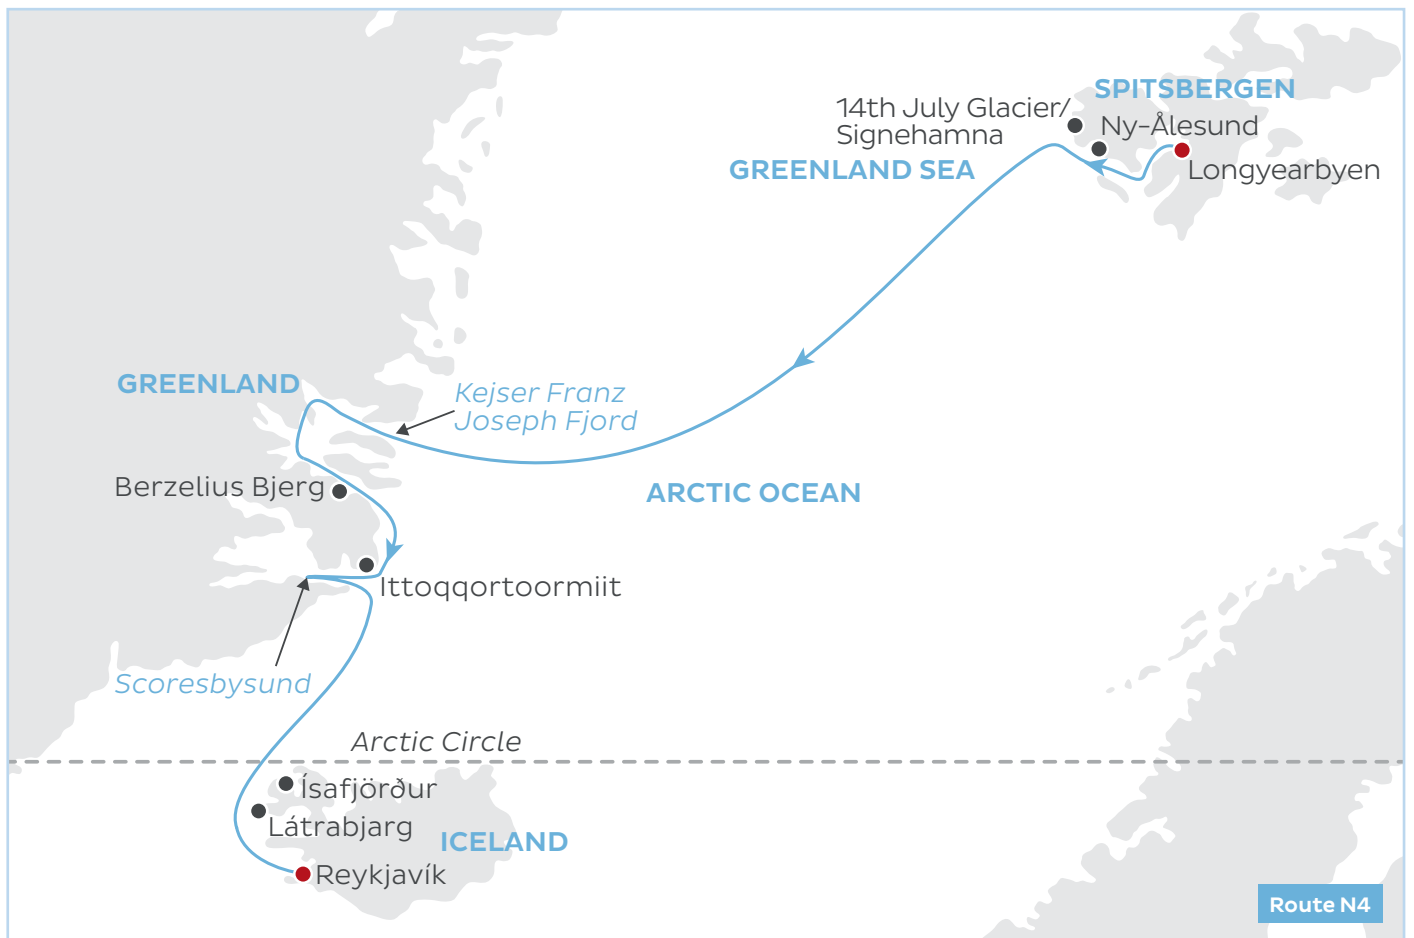 SPITSBERGEN
14th July Glacier/
Signehamna
Ny-Ålesund
GREENLAND SEA
Longyearbyen
GREENLAND
Kejser Franz
Joseph Fjord
Berzelius Bjerg
ARCTIC OCEAN
Ittoqqortoormiit
Scoresbysund
Arctic Circle
Ísafjörður
Látrabjarg
ICELAND
Reykjavík
Route N4